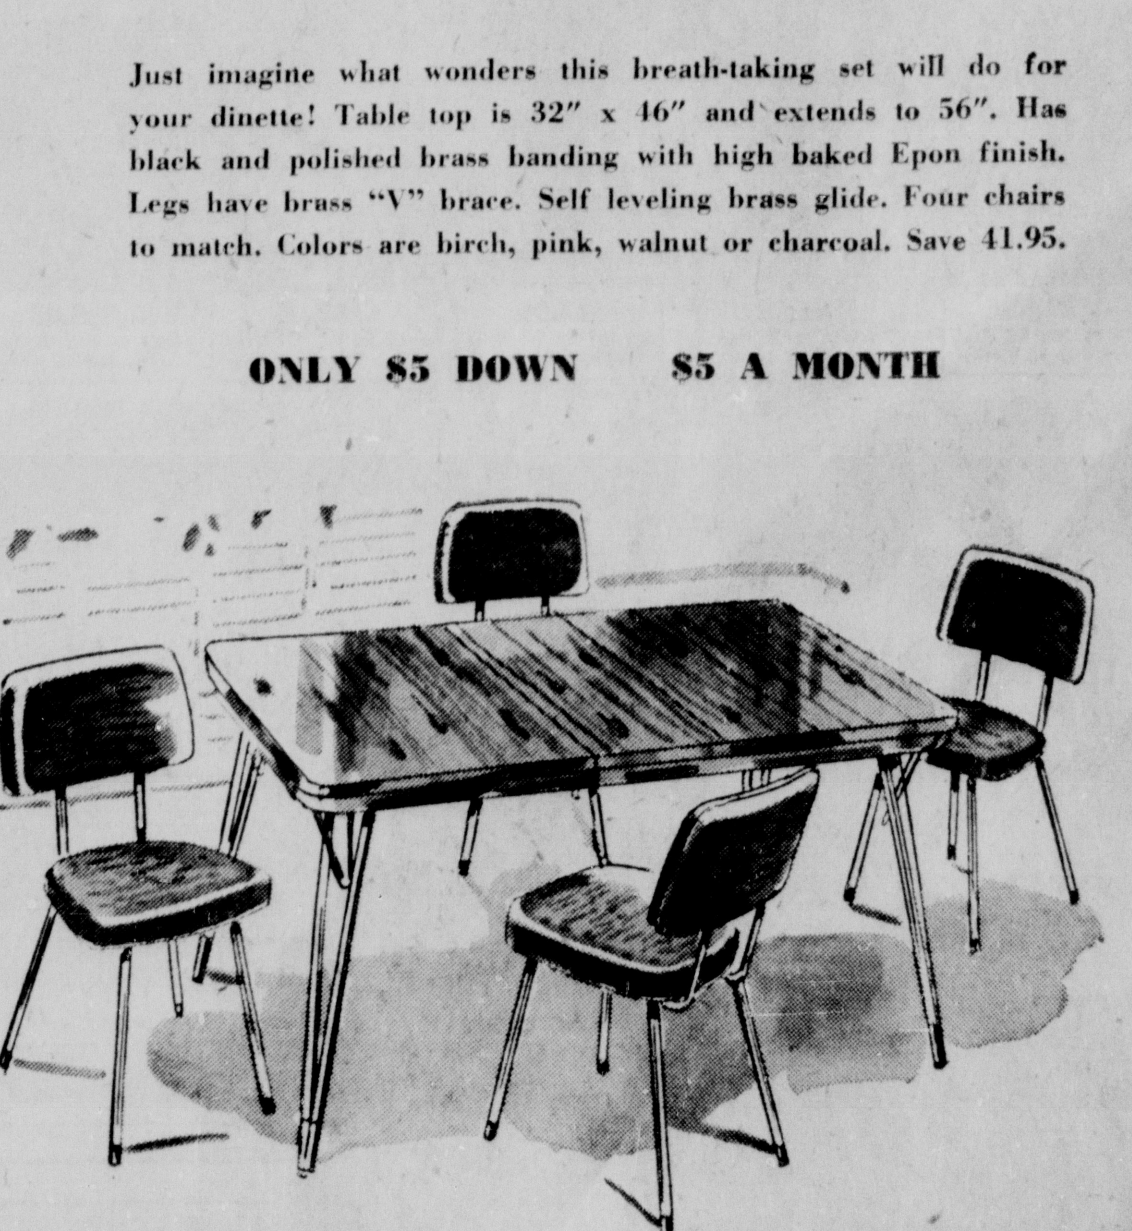 Just imagine what wonders this breath-taking set will do for
your dinette! Table top is 32" x 46" and extends to 56". Has
black and polished brass banding with high baked Epon finish.
Legs have brass “V” brace. Self leveling brass glide. Four chairs
to match. Colors are birch, pink, walnut or charcoal. Save 41.95.
ONLY $5 DOWN $5 A MONTH